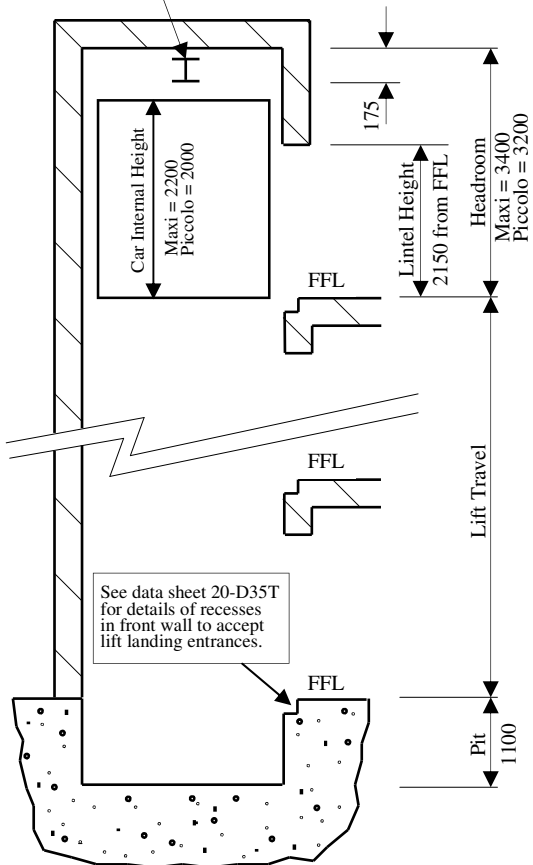 175
Headroom
Maxi = 3400
Piccolo = 3200
Car Internal Height
Maxi = 2200
Piccolo = 2000
Lintel Height
2150 from FFL
FFL
FFL
Lift Travel
See data sheet 20-D35T
for details of recesses
in front wall to accept
lift landing entrances.
FFL
Pit
1100